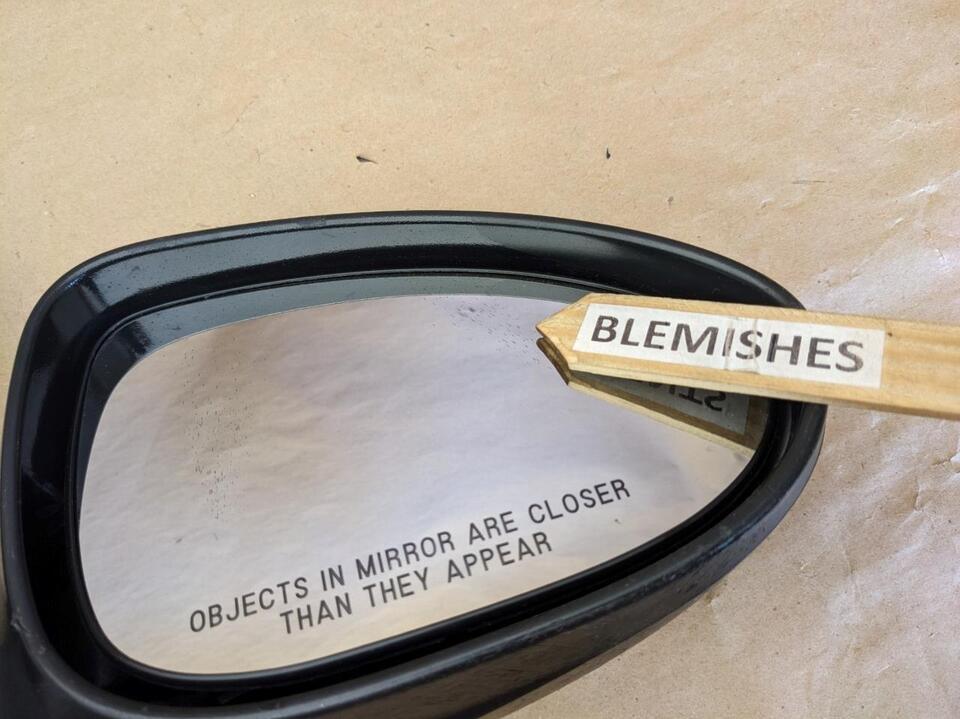 BLEMISHES
OBJECTS IN MIRROR ARE CLOSER
THAN THEY APPEAR